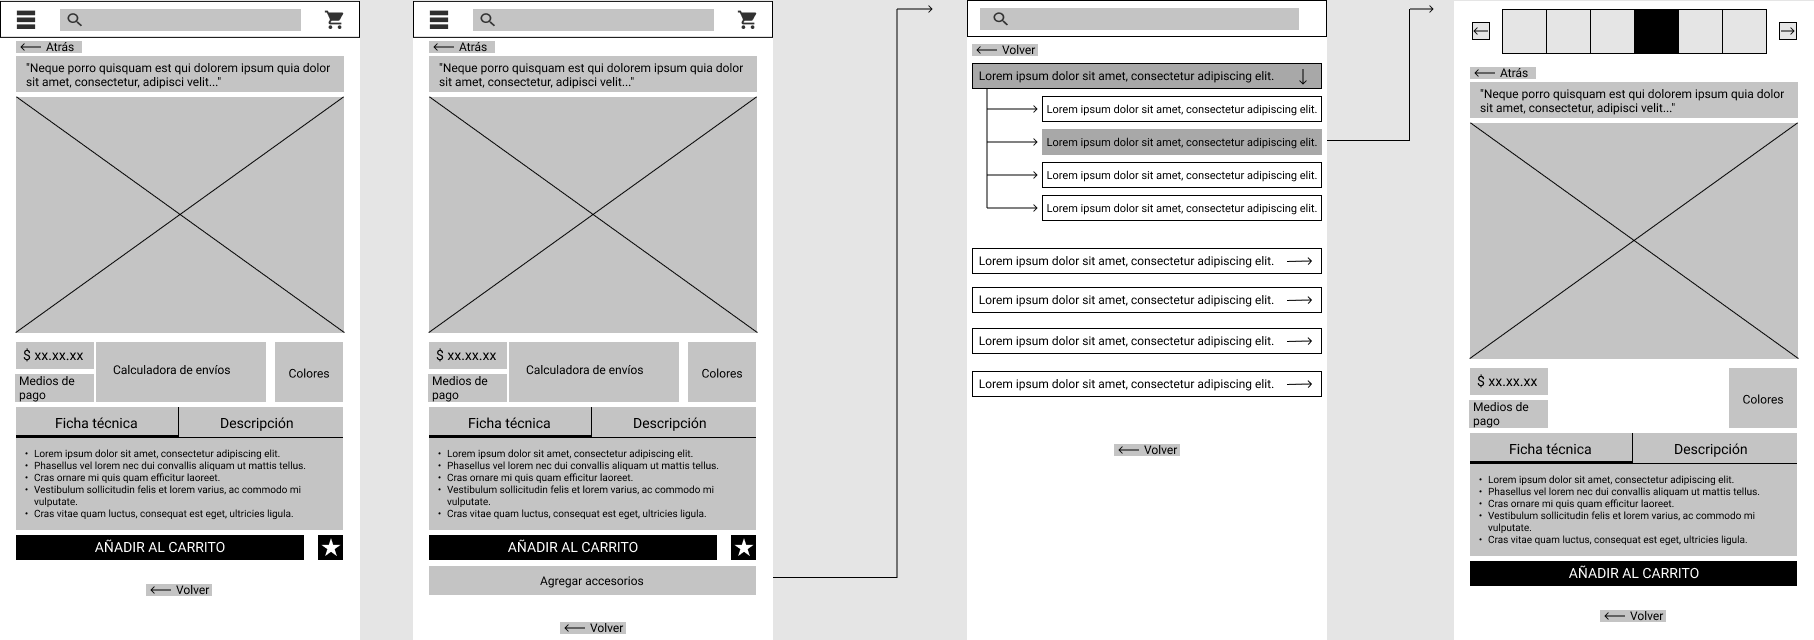 Atrás
"Neque porro quisquam est qui dolorem ipsum quia dolor
sit amet, consectetur, adipisci velit..."
$ xx.xx.xx
Medios de
pago
Calculadora de envíos
Colores
Ficha técnica
Descripción
• Lorem ipsum dolor sit amet, consectetur adipiscing elit.
• Phasellus vel lorem nec dui convallis aliquam ut mattis tellus.
• Cras ornare mi quis quam efficitur laoreet.
• Vestibulum sollicitudin felis et lorem varius, ac commodo mi
vulputate.
• Cras vitae quam luctus, consequat est eget, ultricies ligula.
AÑADIR AL CARRITO
Volver
Atrás
"Neque porro quisquam est qui dolorem ipsum quia dolor
sit amet, consectetur, adipisci velit..."
$ xx.xx.xx
Medios de
pago
Calculadora de envíos
Colores
Ficha técnica
Descripción
• Lorem ipsum dolor sit amet, consectetur adipiscing elit.
• Phasellus vel lorem nec dui convallis aliquam ut mattis tellus.
• Cras ornare mi quis quam efficitur laoreet.
• Vestibulum sollicitudin felis et lorem varius, ac commodo mi
vulputate.
• Cras vitae quam luctus, consequat est eget, ultricies ligula.
AÑADIR AL CARRITO
Agregar accesorios
Volver
Volver
Lorem ipsum dolor sit amet, consectetur adipiscing elit.
Lorem ipsum dolor sit amet, consectetur adipiscing elit.
Lorem ipsum dolor sit amet, consectetur adipiscing elit.
Lorem ipsum dolor sit amet, consectetur adipiscing elit.
Lorem ipsum dolor sit amet, consectetur adipiscing elit.
Lorem ipsum dolor sit amet, consectetur adipiscing elit.
Lorem ipsum dolor sit amet, consectetur adipiscing elit.
Lorem ipsum dolor sit amet, consectetur adipiscing elit.
Lorem ipsum dolor sit amet, consectetur adipiscing elit.
Volver
Atrás
"Neque porro quisquam est qui dolorem ipsum quia dolor
sit amet, consectetur, adipisci velit..."
$ xx.xx.xx
Medios de
pago
Colores
Ficha técnica
Descripción
• Lorem ipsum dolor sit amet, consectetur adipiscing elit.
• Phasellus vel lorem nec dui convallis aliquam ut mattis tellus.
• Cras ornare mi quis quam efficitur laoreet.
• Vestibulum sollicitudin felis et lorem varius, ac commodo mi
vulputate.
• Cras vitae quam luctus, consequat est eget, ultricies ligula.
AÑADIR AL CARRITO
Volver